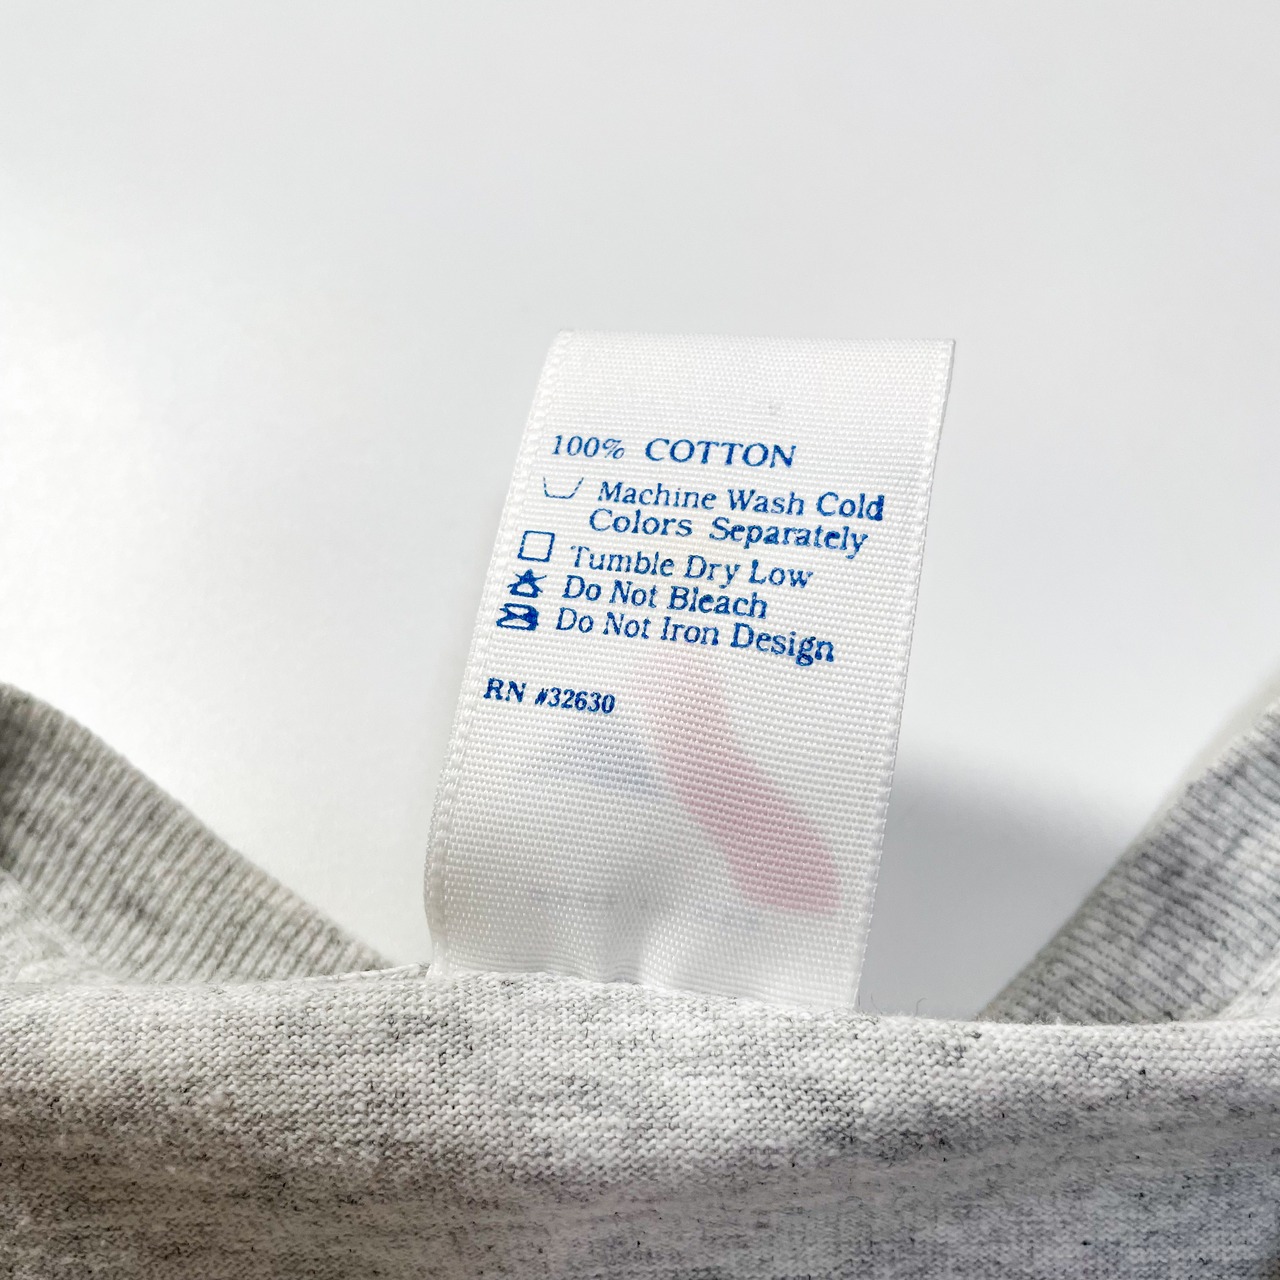 100% COTTON
Machine Wash Cold
Colors Separately
Tumble Dry Low
Do Not Bleach
Do Not Iron Design
RN #32630